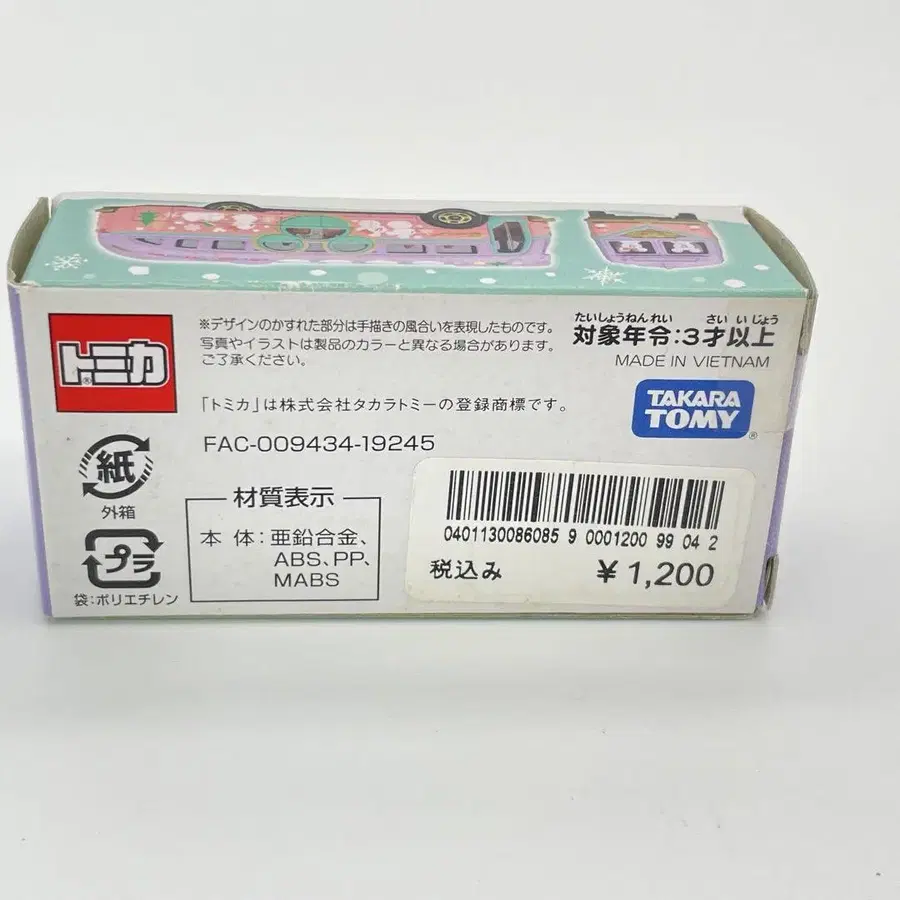 トミカ®
※デザインのかすれた部分は手描きの風合いを表現したものです。
写真やイラストは製品のカラーと異なる場合があります。
ご了承ください。
たいしょうねんれい さいいじょう
対象年令:3才以上
MADE IN VIETNAM
「トミカ」は株式会社タカラトミーの登録商標です。
TAKARA
TOMY®
FAC-009434-19245
紙
外箱
プラ
袋:ポリエチレン
材質表示
本 体:亜鉛合金、
ABS、PP、
MABS
0401130086085 9 0001200 99 04 2
税込み ¥1,200